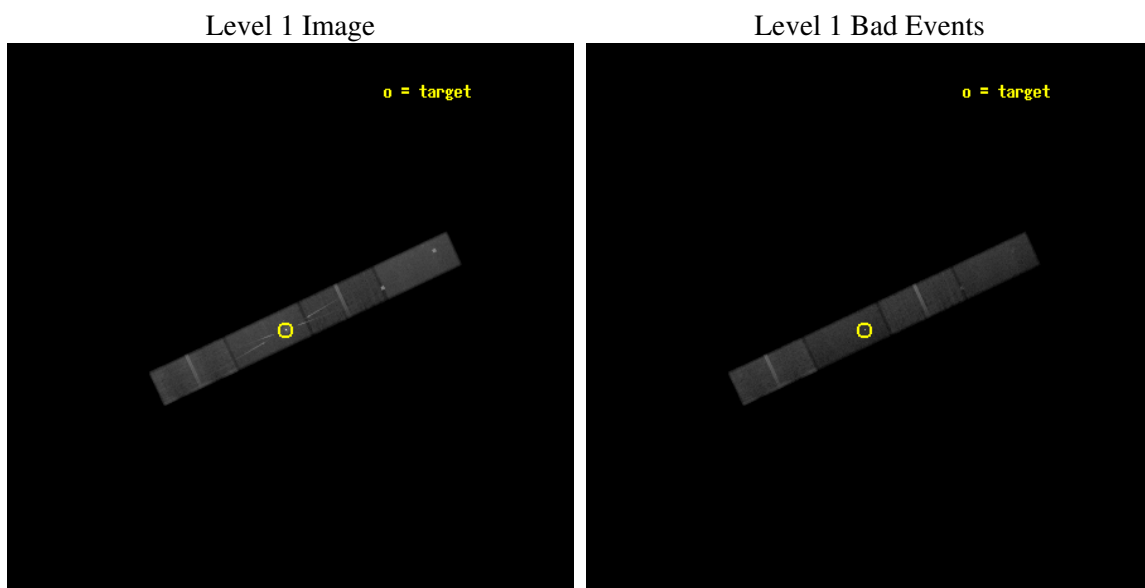 Level 1 Image
Level 1 Bad Events
o = target
o = target